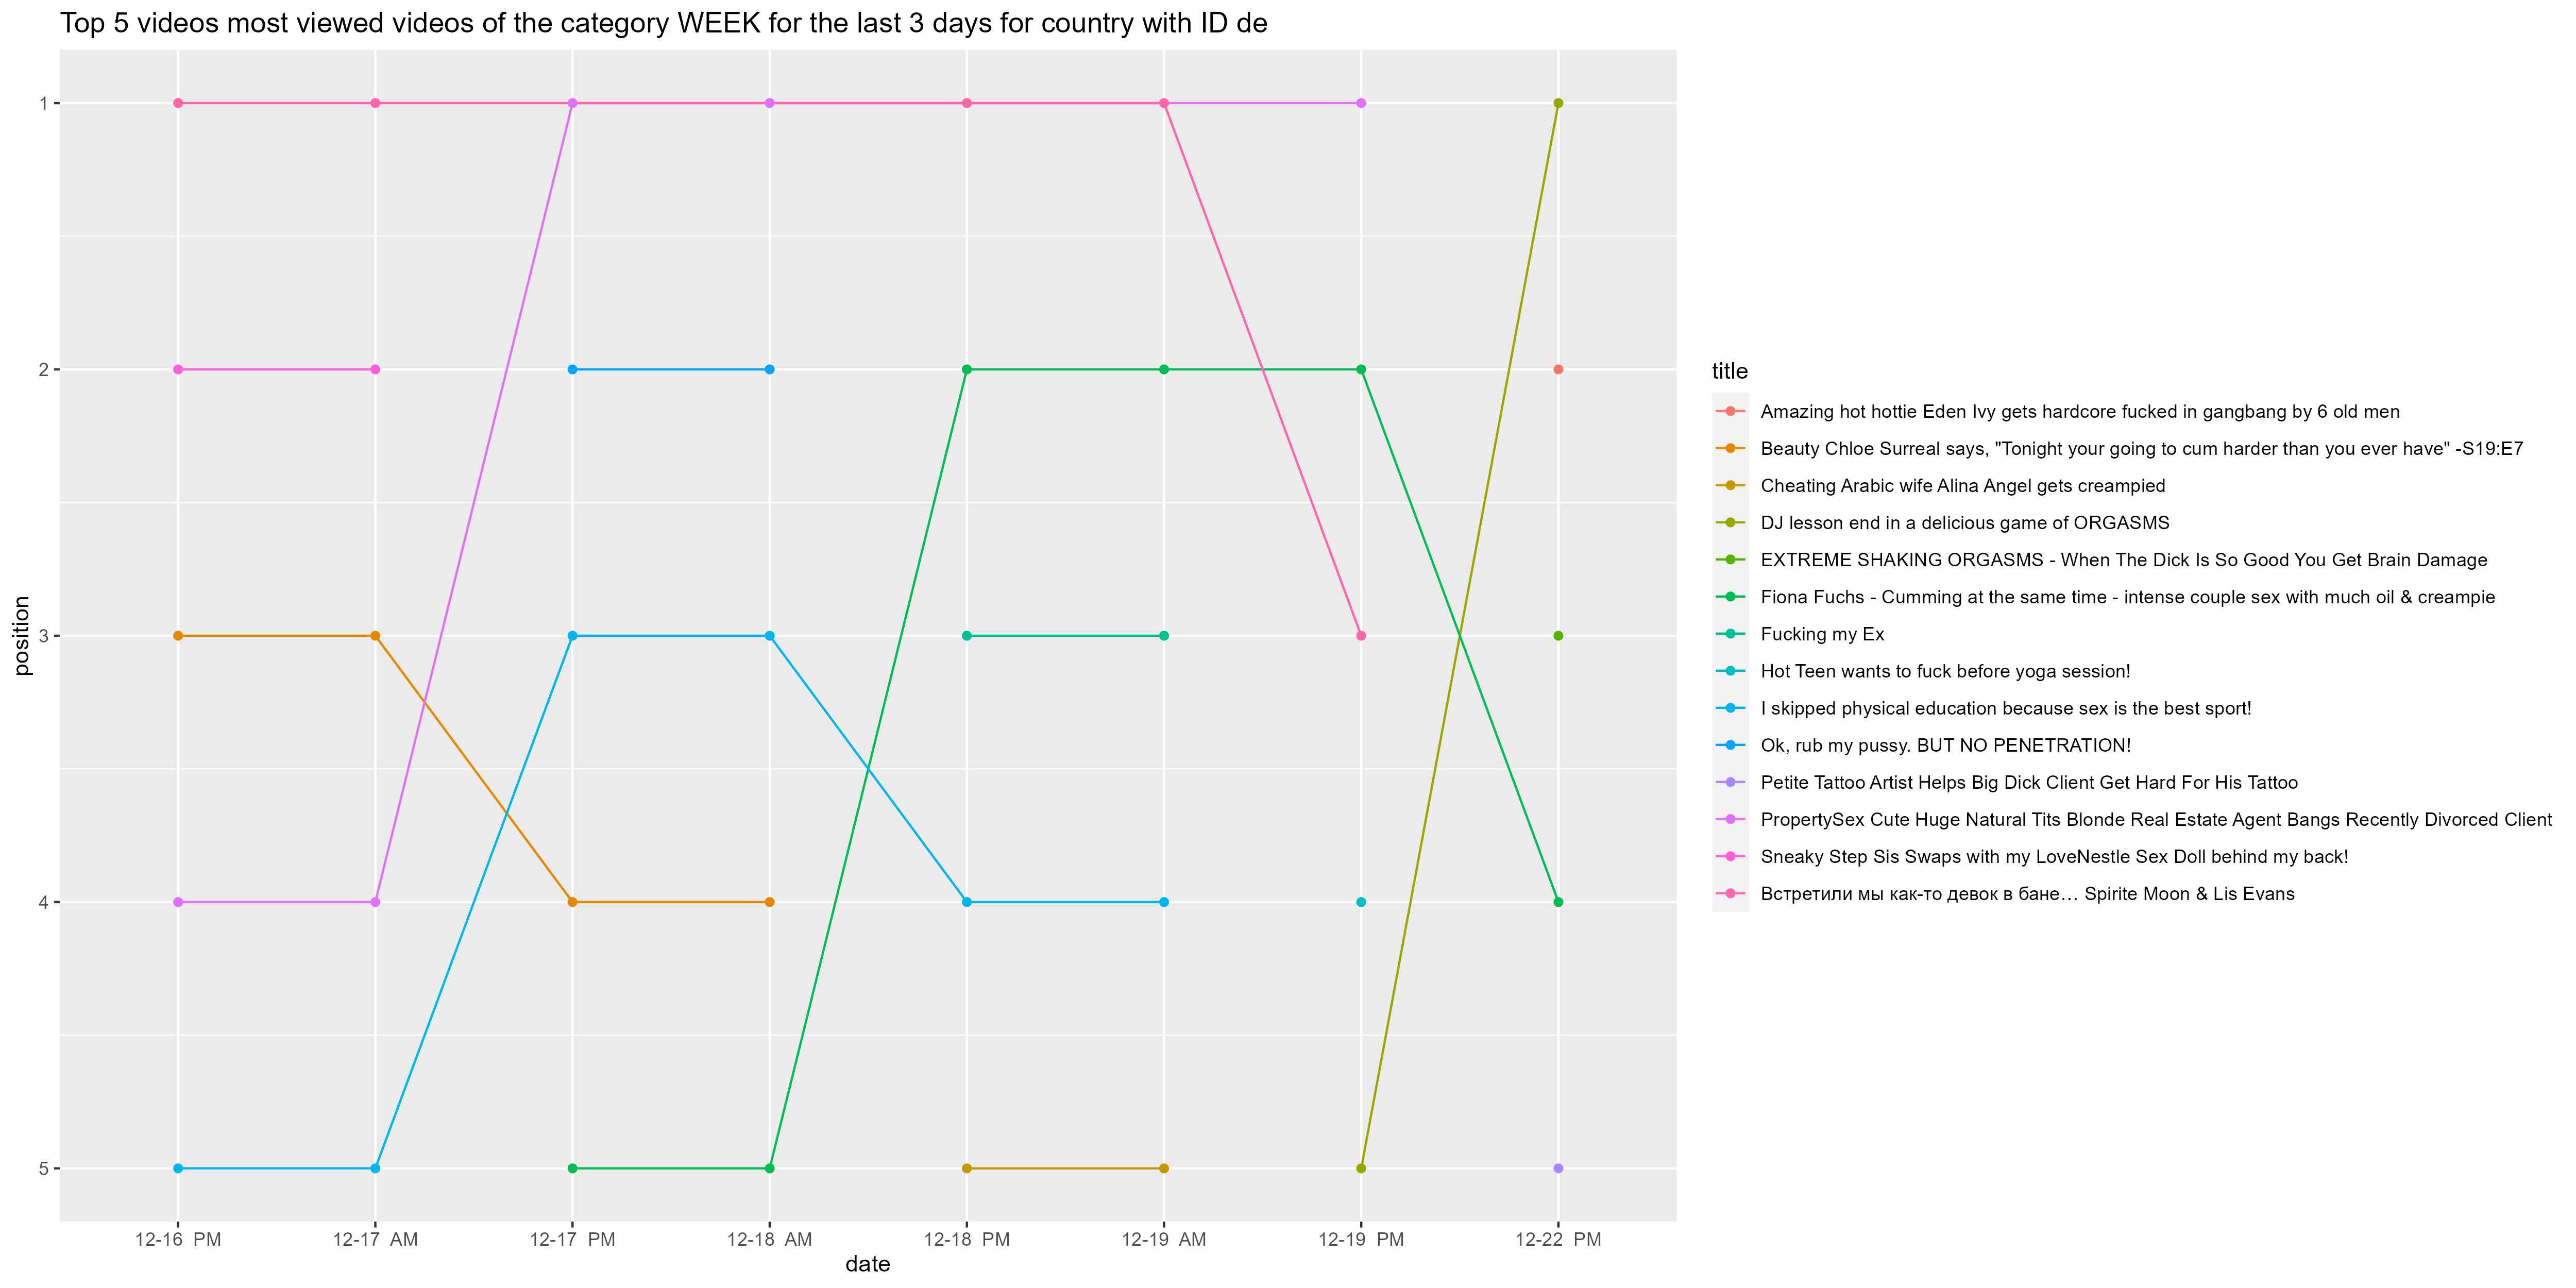 Top 5 videos most viewed videos of the category WEEK for the last 3 days for country with ID de
position
1
2
3
4
5
12-16 PM
12-17 AM
12-17 PM
12-18 AM
12-18 PM
12-19 AM
12-19 PM
12-22 PM
date
title
Amazing hot hottie Eden Ivy gets hardcore fucked in gangbang by 6 old men
Beauty Chloe Surreal says, "Tonight your going to cum harder than you ever have" -S19:E7
Cheating Arabic wife Alina Angel gets creampied
DJ lesson end in a delicious game of ORGASMS
EXTREME SHAKING ORGASMS - When The Dick Is So Good You Get Brain Damage
Fiona Fuchs - Cumming at the same time - intense couple sex with much oil & creampie
Fucking my Ex
Hot Teen wants to fuck before yoga session!
I skipped physical education because sex is the best sport!
Ok, rub my pussy. BUT NO PENETRATION!
Petite Tattoo Artist Helps Big Dick Client Get Hard For His Tattoo
PropertySex Cute Huge Natural Tits Blonde Real Estate Agent Bangs Recently Divorced Client
Sneaky Step Sis Swaps with my LoveNestle Sex Doll behind my back!
Встретили мы как-то девок в бане… Spirite Moon & Lis Evans